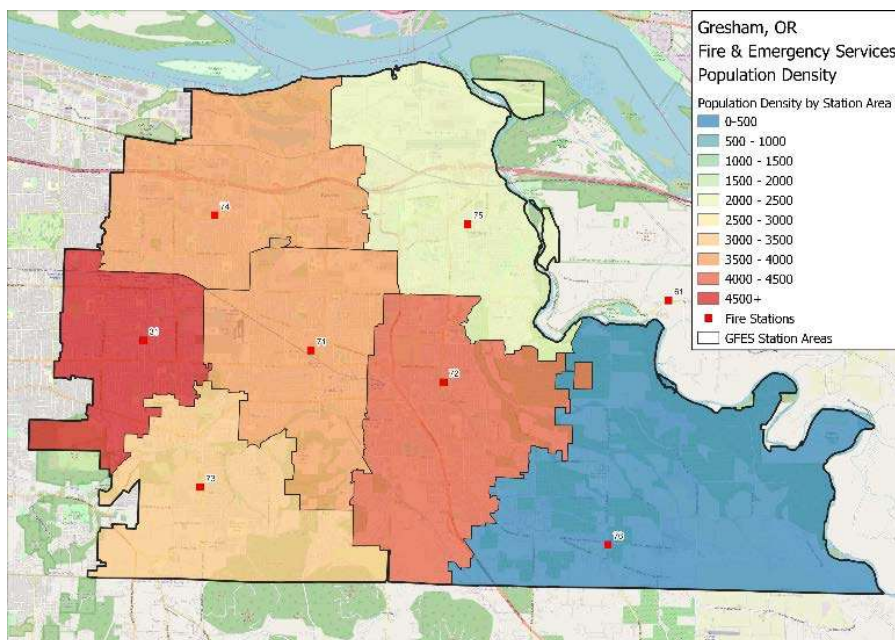 Gresham, OR
Fire & Emergency Services
Population Density
Population Density by Station Area
0-500
500 - 1000
1000 - 1500
1500 - 2000
2000 - 2500
2500 - 3000
3000 - 3500
3500 - 4000
4000 - 4500
4500+
Fire Stations
GFES Station Areas
74
75
61
71
72
73